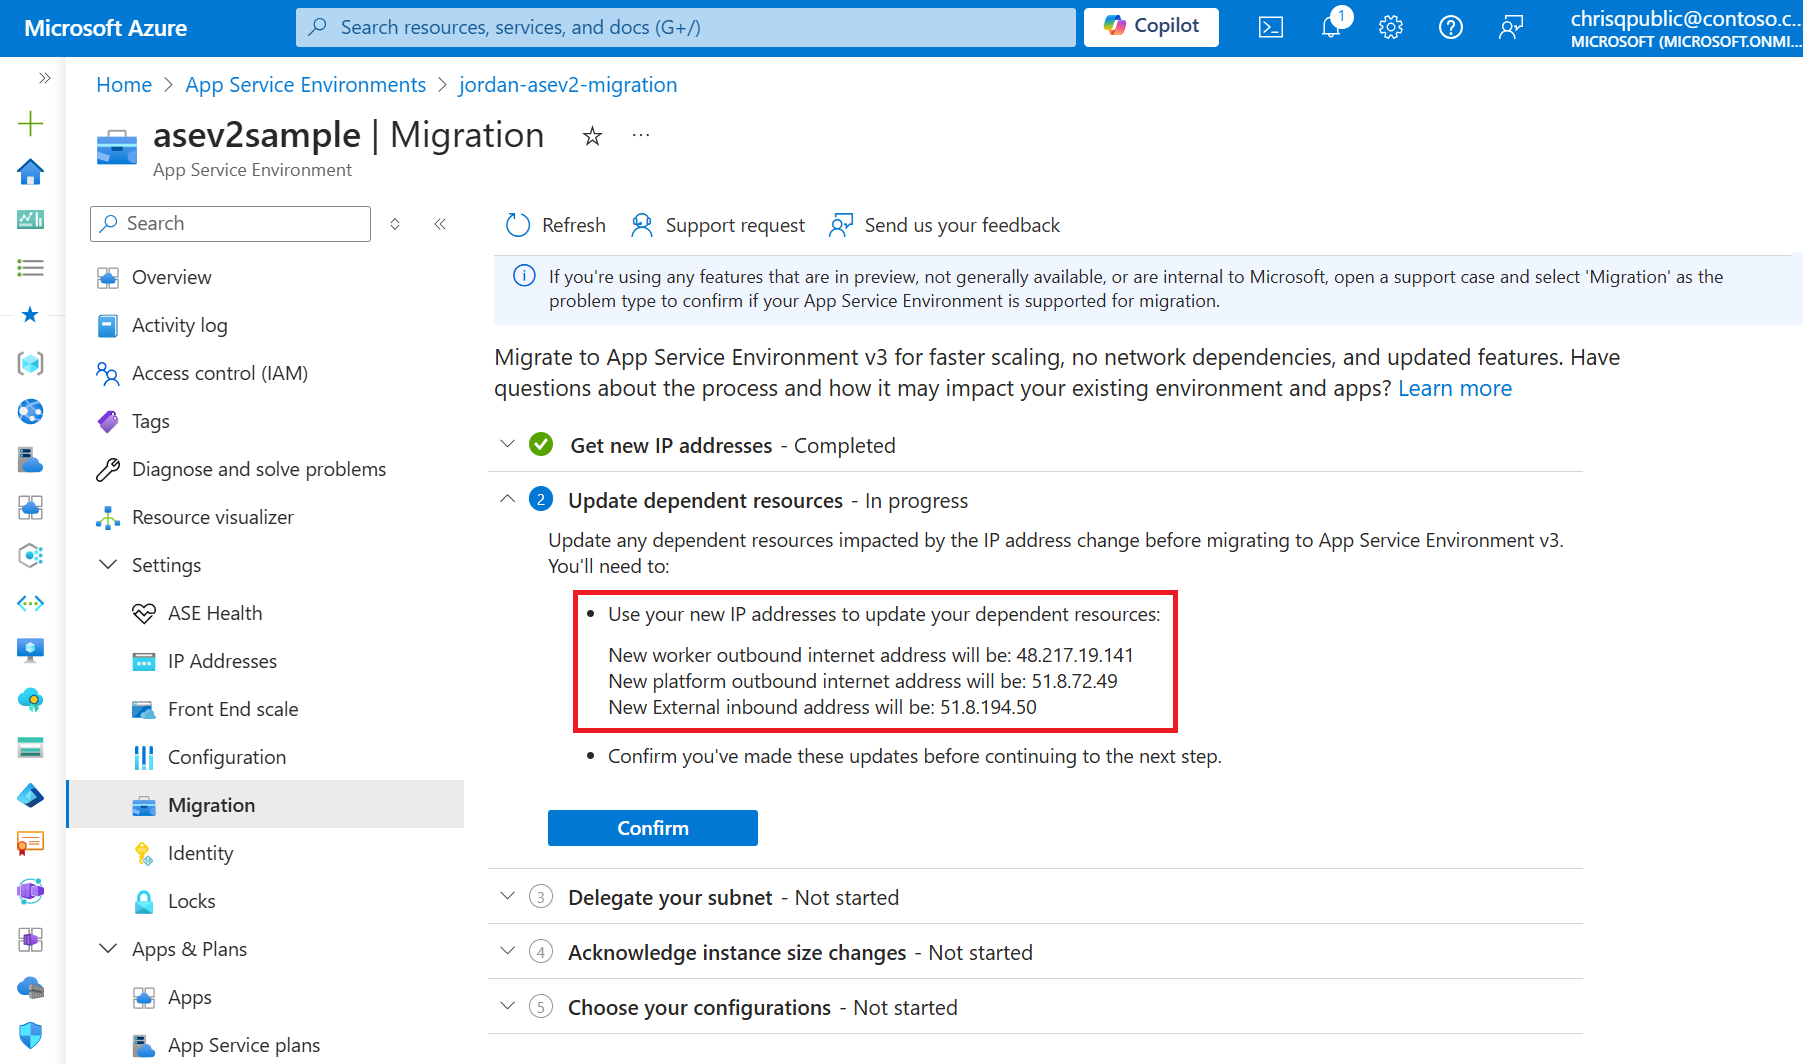 Microsoft Azure
Search resources, services, and docs (G+/)
Copilot
1
chrisqpublic@contoso.c...
MICROSOFT (MICROSOFT.ONMI...
Home > App Service Environments > jordan-asev2-migration
asev2sample | Migration
App Service Environment
Search
Overview
Activity log
Access control (IAM)
Tags
Diagnose and solve problems
Resource visualizer
Settings
ASE Health
IP Addresses
Front End scale
Configuration
Migration
Identity
Locks
Apps & Plans
Apps
App Service plans
Refresh
Support request
Send us your feedback
If you're using any features that are in preview, not generally available, or are internal to Microsoft, open a support case and select 'Migration' as the
problem type to confirm if your App Service Environment is supported for migration.
Migrate to App Service Environment v3 for faster scaling, no network dependencies, and updated features. Have
questions about the process and how it may impact your existing environment and apps? Learn more
Get new IP addresses - Completed
2 Update dependent resources - In progress
Update any dependent resources impacted by the IP address change before migrating to App Service Environment v3.
You'll need to:
• Use your new IP addresses to update your dependent resources:
New worker outbound internet address will be: 48.217.19.141
New platform outbound internet address will be: 51.8.72.49
New External inbound address will be: 51.8.194.50
• Confirm you've made these updates before continuing to the next step.
Confirm
3 Delegate your subnet - Not started
4 Acknowledge instance size changes - Not started
5 Choose your configurations - Not started